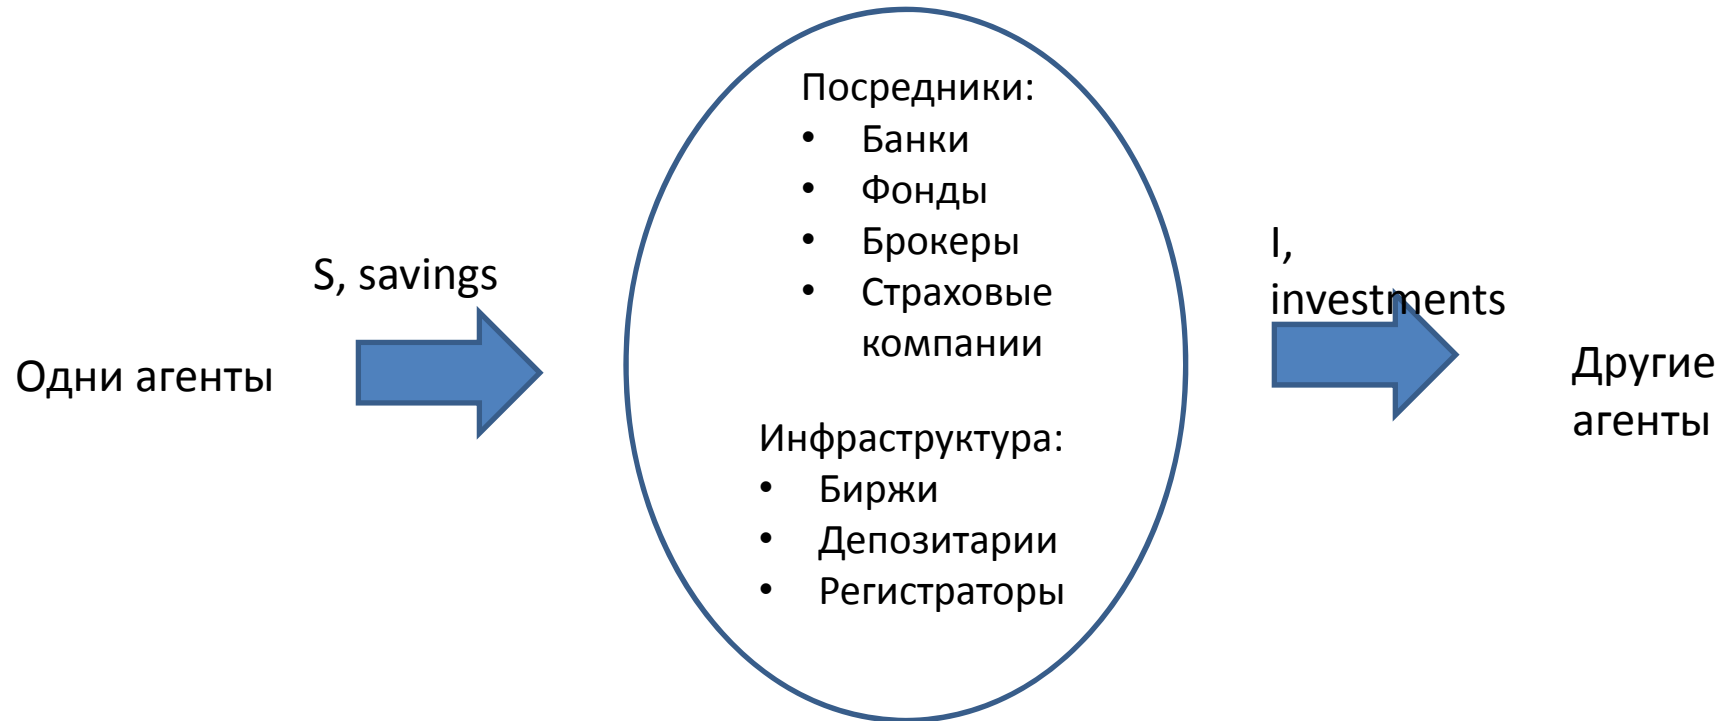 Одни агенты
S, savings
Посредники:
• Банки
• Фонды
• Брокеры
• Страховые
компании
Инфраструктура:
• Биржи
• Депозитарии
• Регистраторы
I,
investments
Другие
агенты